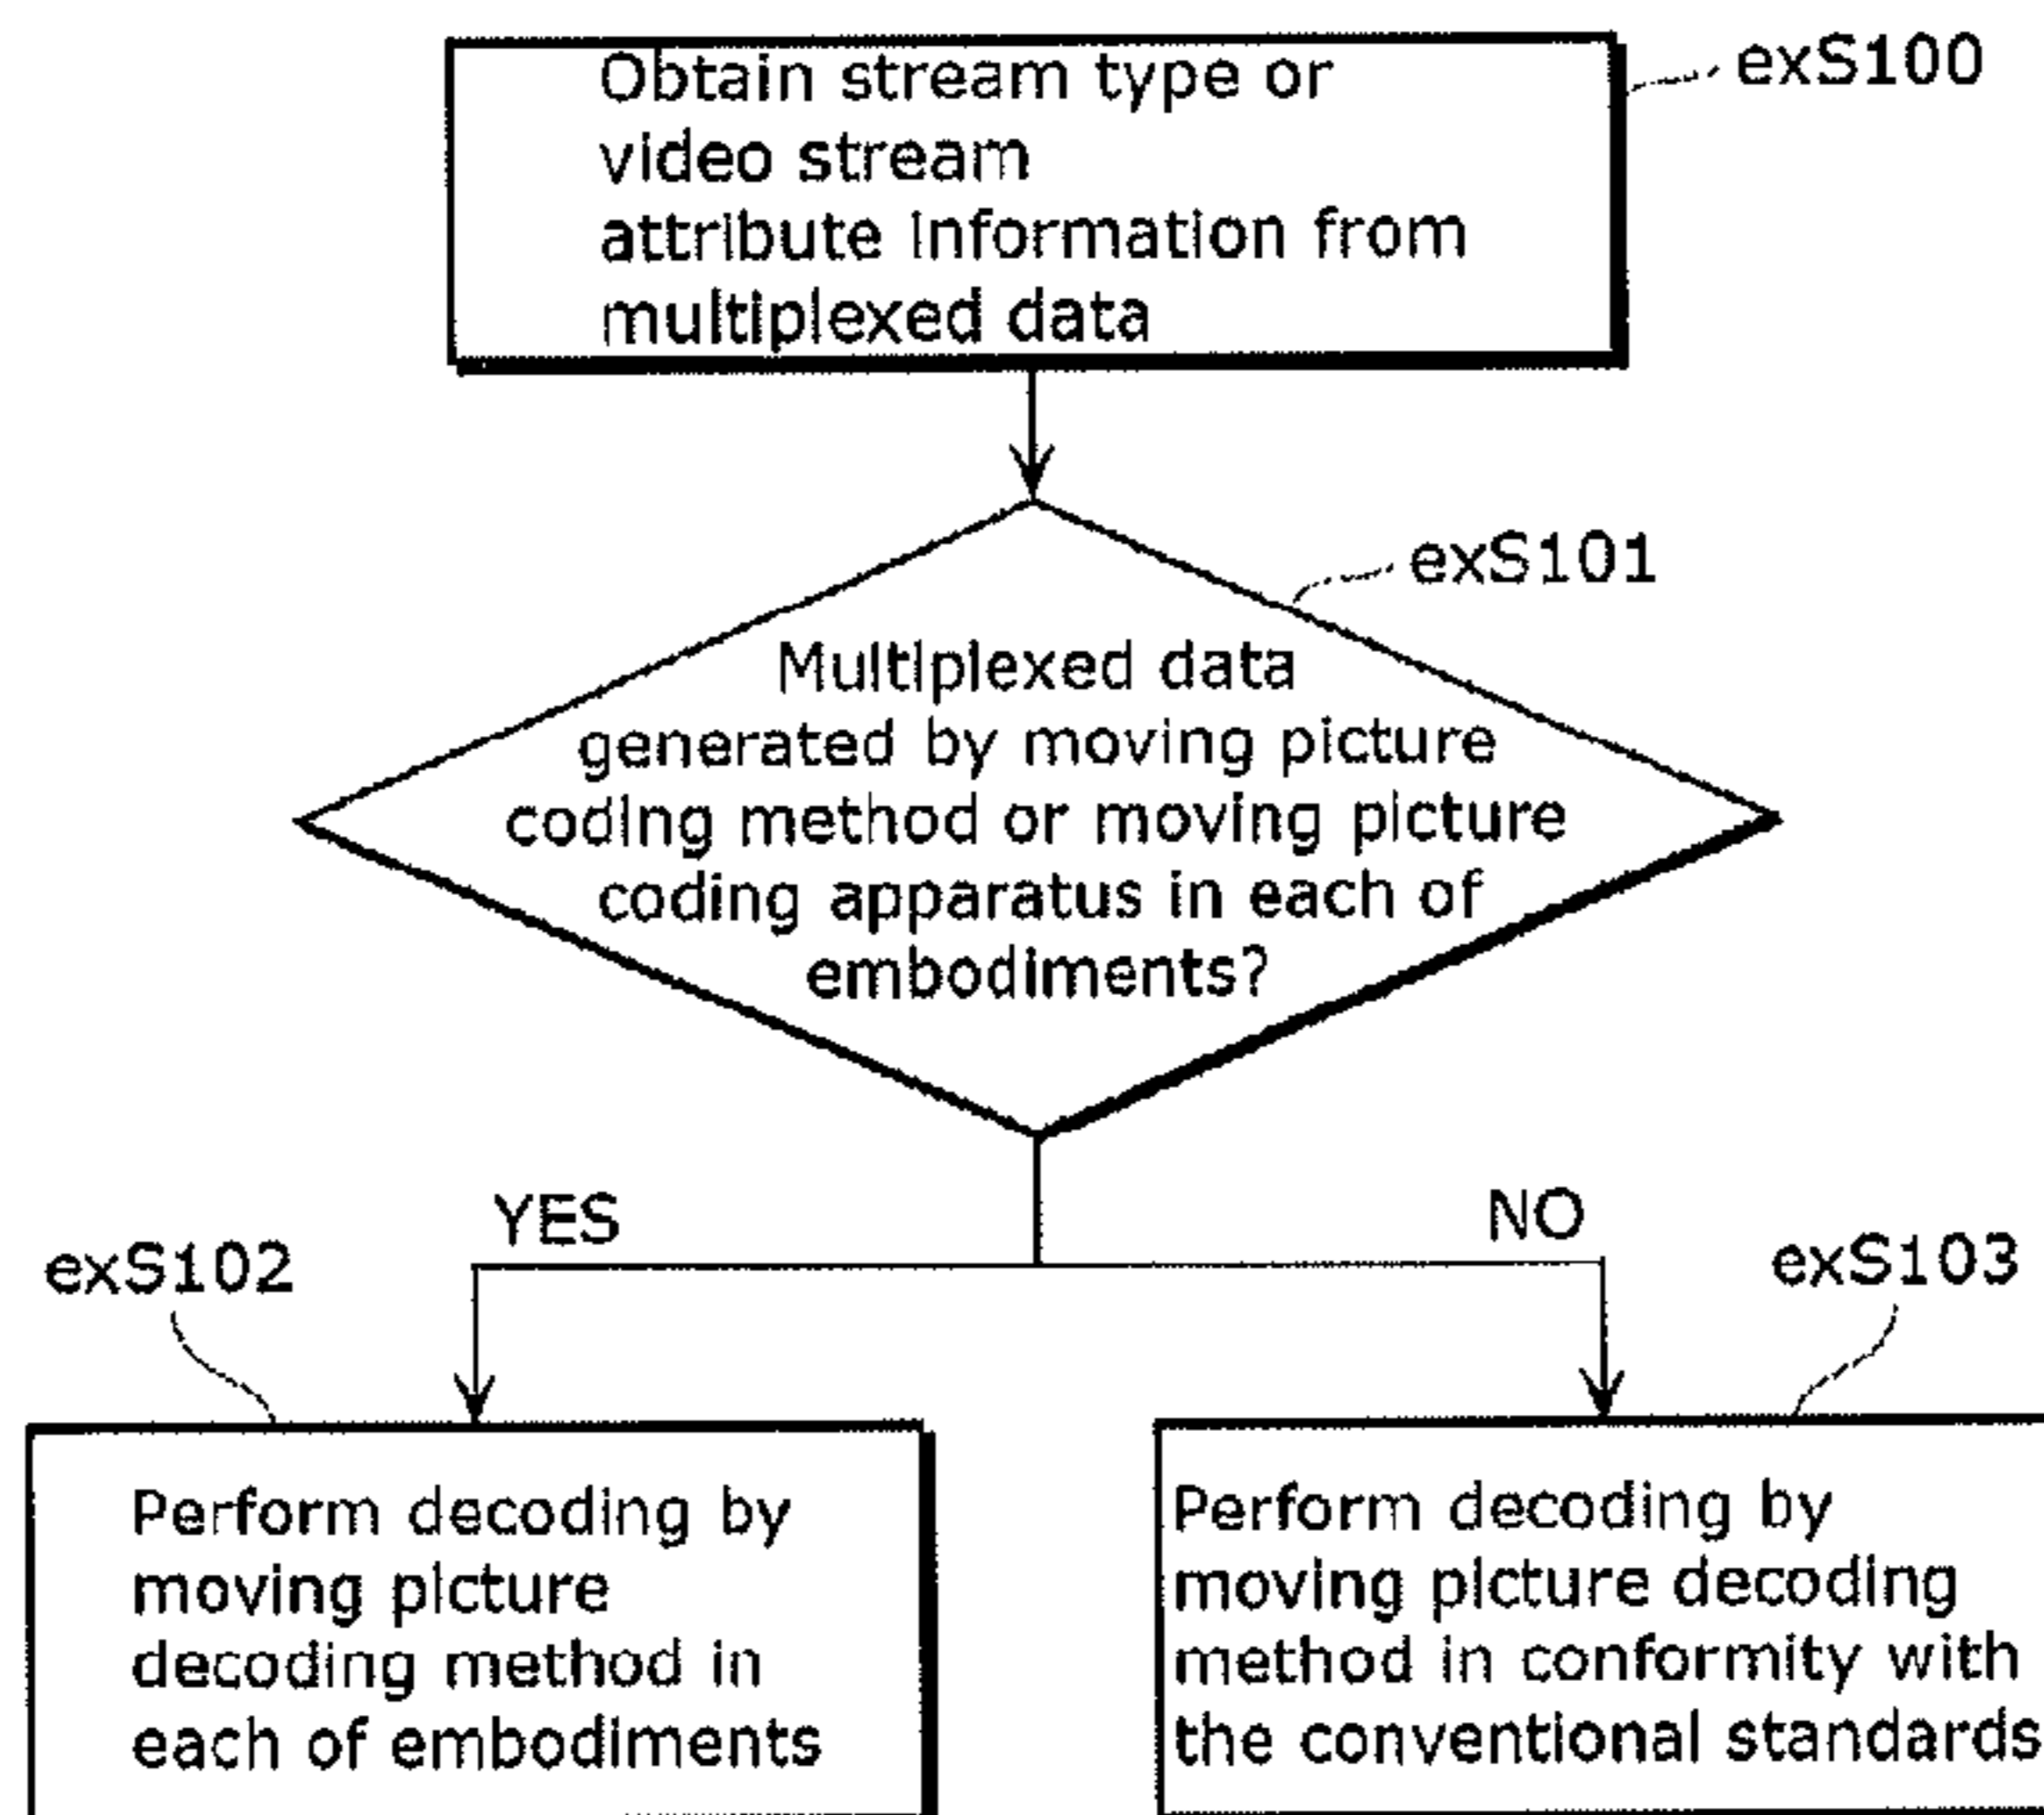 Obtain stream type or
video stream
attribute information from
multiplexed data
exS100
exS101
Multiplexed data
generated by moving picture
coding method or moving picture
coding apparatus in each of
embodiments?
YES
NO
exS102
exS103
Perform decoding by
moving picture
decoding method in
each of embodiments
Perform decoding by
moving picture decoding
method in conformity with
the conventional standards